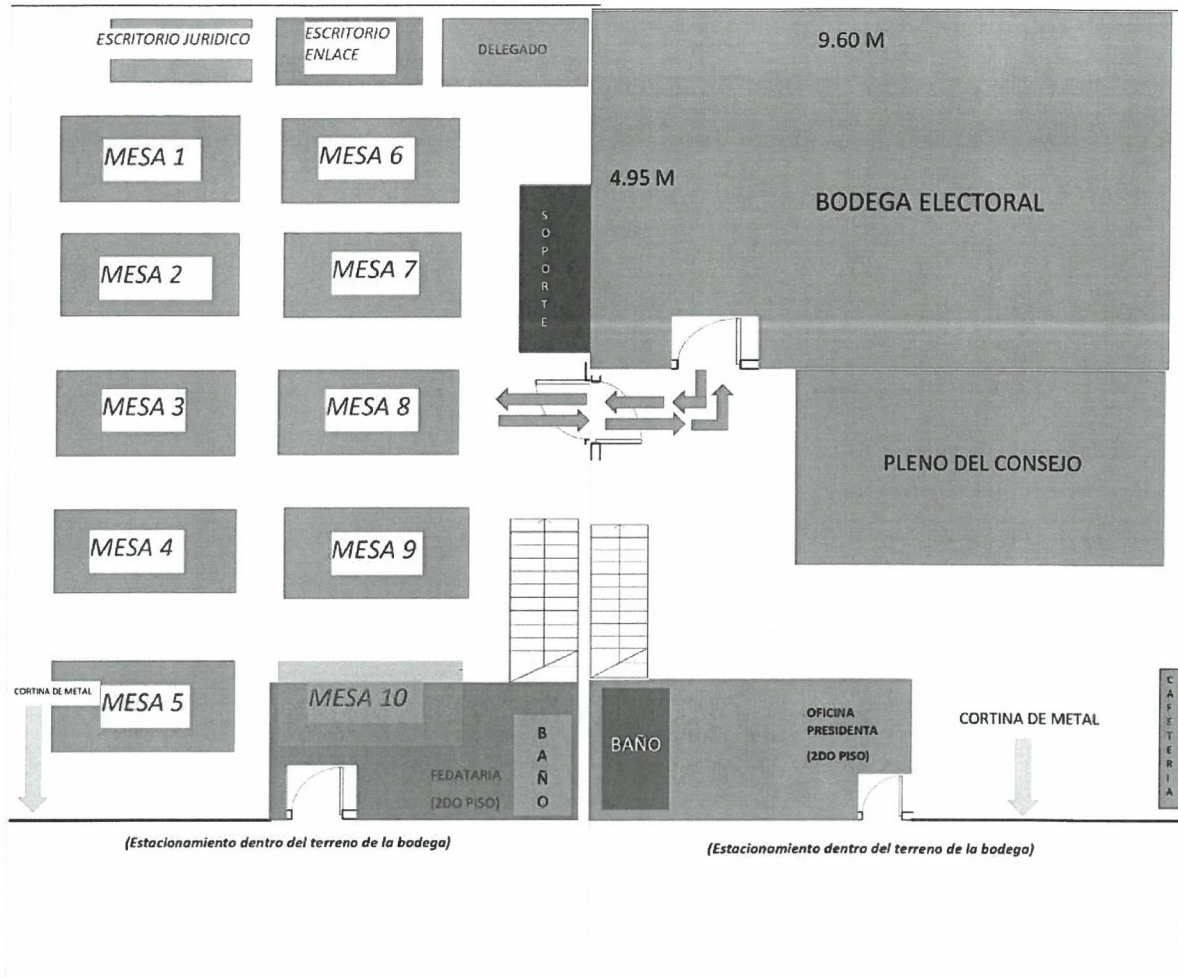 ESCRITORIO JURIDICO
ESCRITORIO
ENLACE
DELEGADO
9.60 M
MESA 1
MESA 6
4.95 M
BODEGA ELECTORAL
SOPORTE
MESA 2
MESA 7
MESA 3
MESA 8
PLENO DEL CONSEJO
MESA 4
MESA 9
CORTINA DE METAL
MESA 5
MESA 10
FEDATARIA
(2DO PISO)
BAÑO
BAÑO
OFICINA
PRESIDENTA
(2DO PISO)
CORTINA DE METAL
CAFETERIA
(Estacionamiento dentro del terreno de la bodega)
(Estacionamiento dentro del terreno de la bodega)